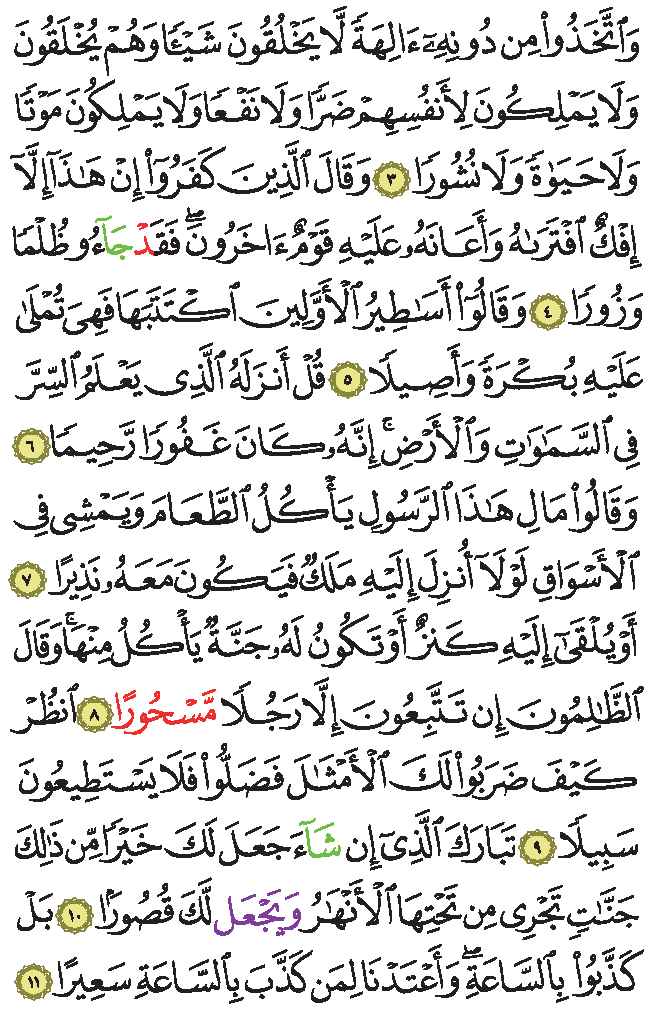 وَٱتَّخَذُواْ مِن دُونِهِۦٓ ءَالِهَةٗ لَّا يَخۡلُقُونَ شَيۡـٔٗا وَهُمۡ يُخۡلَقُونَ
وَلَا يَمۡلِكُونَ لِأَنفُسِهِمۡ ضَرّٗا وَلَا نَفۡعٗا وَلَا يَمۡلِكُونَ مَوۡتٗا
وَلَا حَيَوٰةٗ وَلَا نُشُورٗا ٣ وَقَالَ ٱلَّذِينَ كَفَرُوٓاْ إِنۡ هَٰذَآ إِلَّآ
إِفۡكٌ ٱفۡتَرَىٰهُ وَأَعَانَهُۥ عَلَيۡهِ قَوۡمٌ ءَاخَرُونَۖ فَقَدۡ جَآءُو ظُلۡمٗا
وَزُورٗا ٤ وَقَالُوٓاْ أَسَٰطِيرُ ٱلۡأَوَّلِينَ ٱكۡتَتَبَهَا فَهِيَ تُمۡلَىٰ
عَلَيۡهِ بُكۡرَةٗ وَأَصِيلٗا ٥ قُلۡ أَنزَلَهُ ٱلَّذِي يَعۡلَمُ ٱلسِّرَّ
فِي ٱلسَّمَٰوَٰتِ وَٱلۡأَرۡضِۚ إِنَّهُۥ كَانَ غَفُورٗا رَّحِيمٗا ٦
وَقَالُواْ مَالِ هَٰذَا ٱلرَّسُولِ يَأۡكُلُ ٱلطَّعَامَ وَيَمۡشِي فِي
ٱلۡأَسۡوَاقِ لَوۡلَآ أُنزِلَ إِلَيۡهِ مَلَكٞ فَيَكُونَ مَعَهُۥ نَذِيرًا ٧
أَوۡ يُلۡقَىٰٓ إِلَيۡهِ كَنزٌ أَوۡ تَكُونُ لَهُۥ جَنَّةٞ يَأۡكُلُ مِنۡهَاۚ وَقَالَ
ٱلظَّٰلِمُونَ إِن تَتَّبِعُونَ إِلَّا رَجُلٗا مَّسۡحُورًا ٨ ٱنظُرۡ
كَيۡفَ ضَرَبُواْ لَكَ ٱلۡأَمۡثَٰلَ فَضَلُّواْ فَلَا يَسۡتَطِيعُونَ
سَبِيلٗا ٩ تَبَارَكَ ٱلَّذِيٓ إِن شَآءَ جَعَلَ لَكَ خَيۡرٗا مِّن ذَٰلِكَ
جَنَّٰتٖ تَجۡرِي مِن تَحۡتِهَا ٱلۡأَنۡهَٰرُ وَيَجۡعَل لَّكَ قُصُورَۢا ١٠ بَلۡ
كَذَّبُواْ بِٱلسَّاعَةِۖ وَأَعۡتَدۡنَا لِمَن كَذَّبَ بِٱلسَّاعَةِ سَعِيرًا ١١